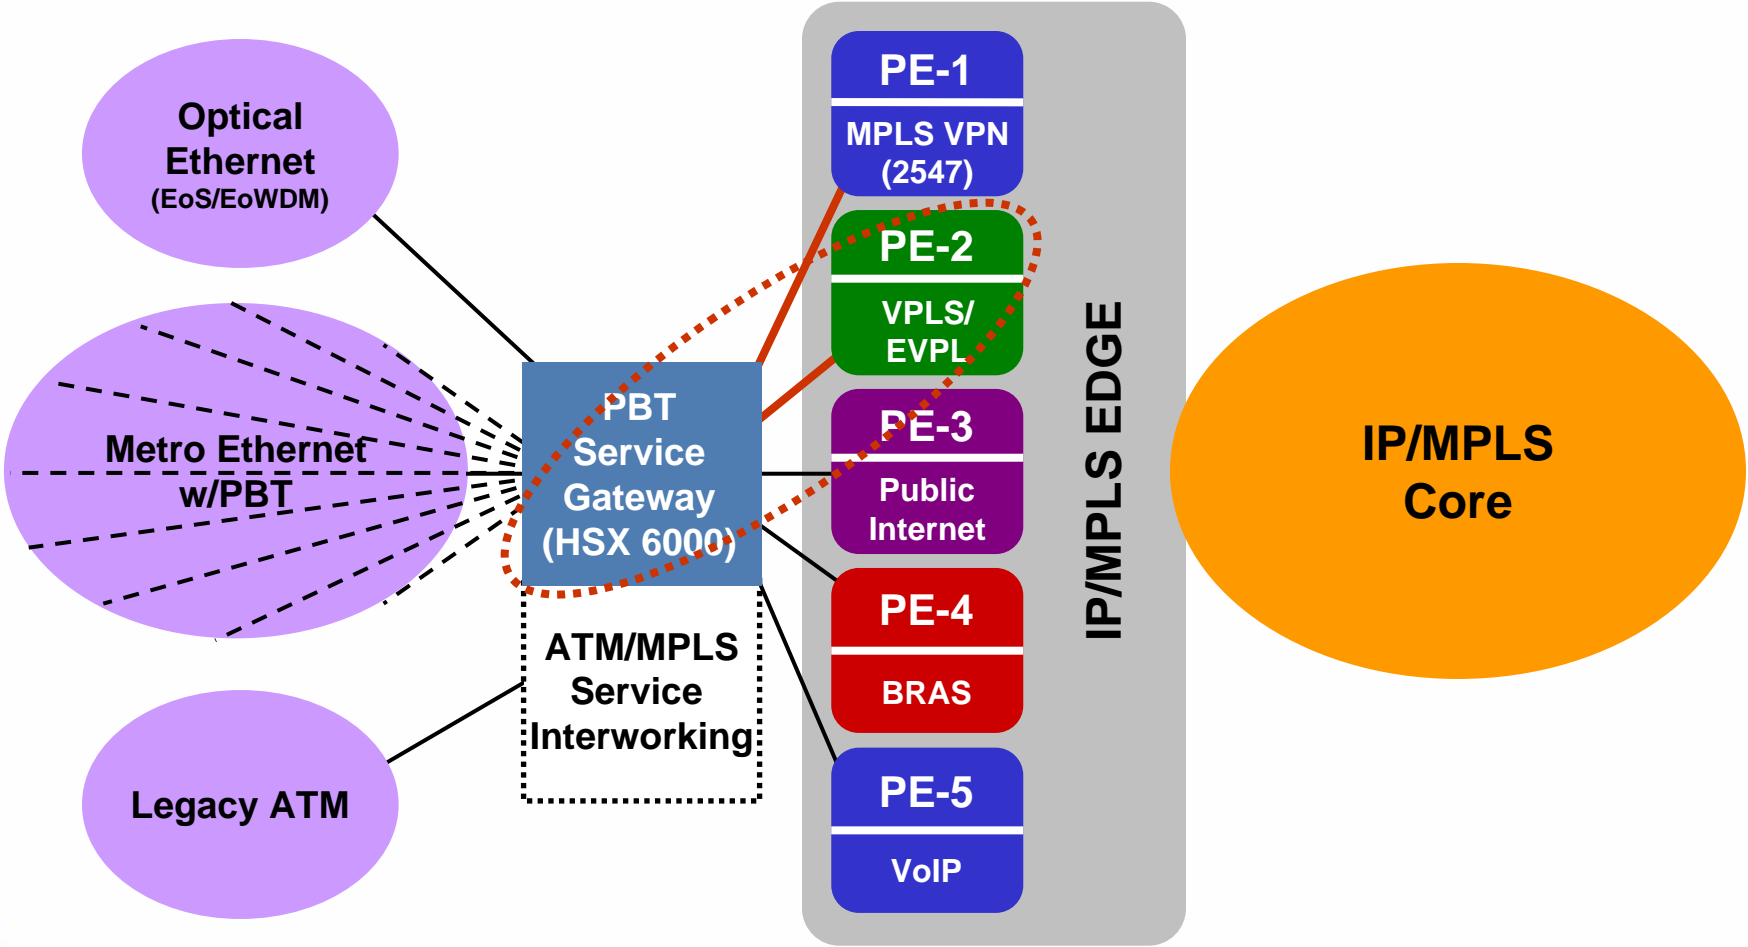 Optical
Ethernet
(EoS/EoWDM)
Metro Ethernet
w/PBT
Legacy ATM
PBT
Service
Gateway
(HSX 6000)
ATM/MPLS
Service
Interworking
PE-1
MPLS VPN
(2547)
PE-2
VPLS/
EVPL
PE-3
Public
Internet
PE-4
BRAS
PE-5
VoIP
IP/MPLS EDGE
IP/MPLS
Core